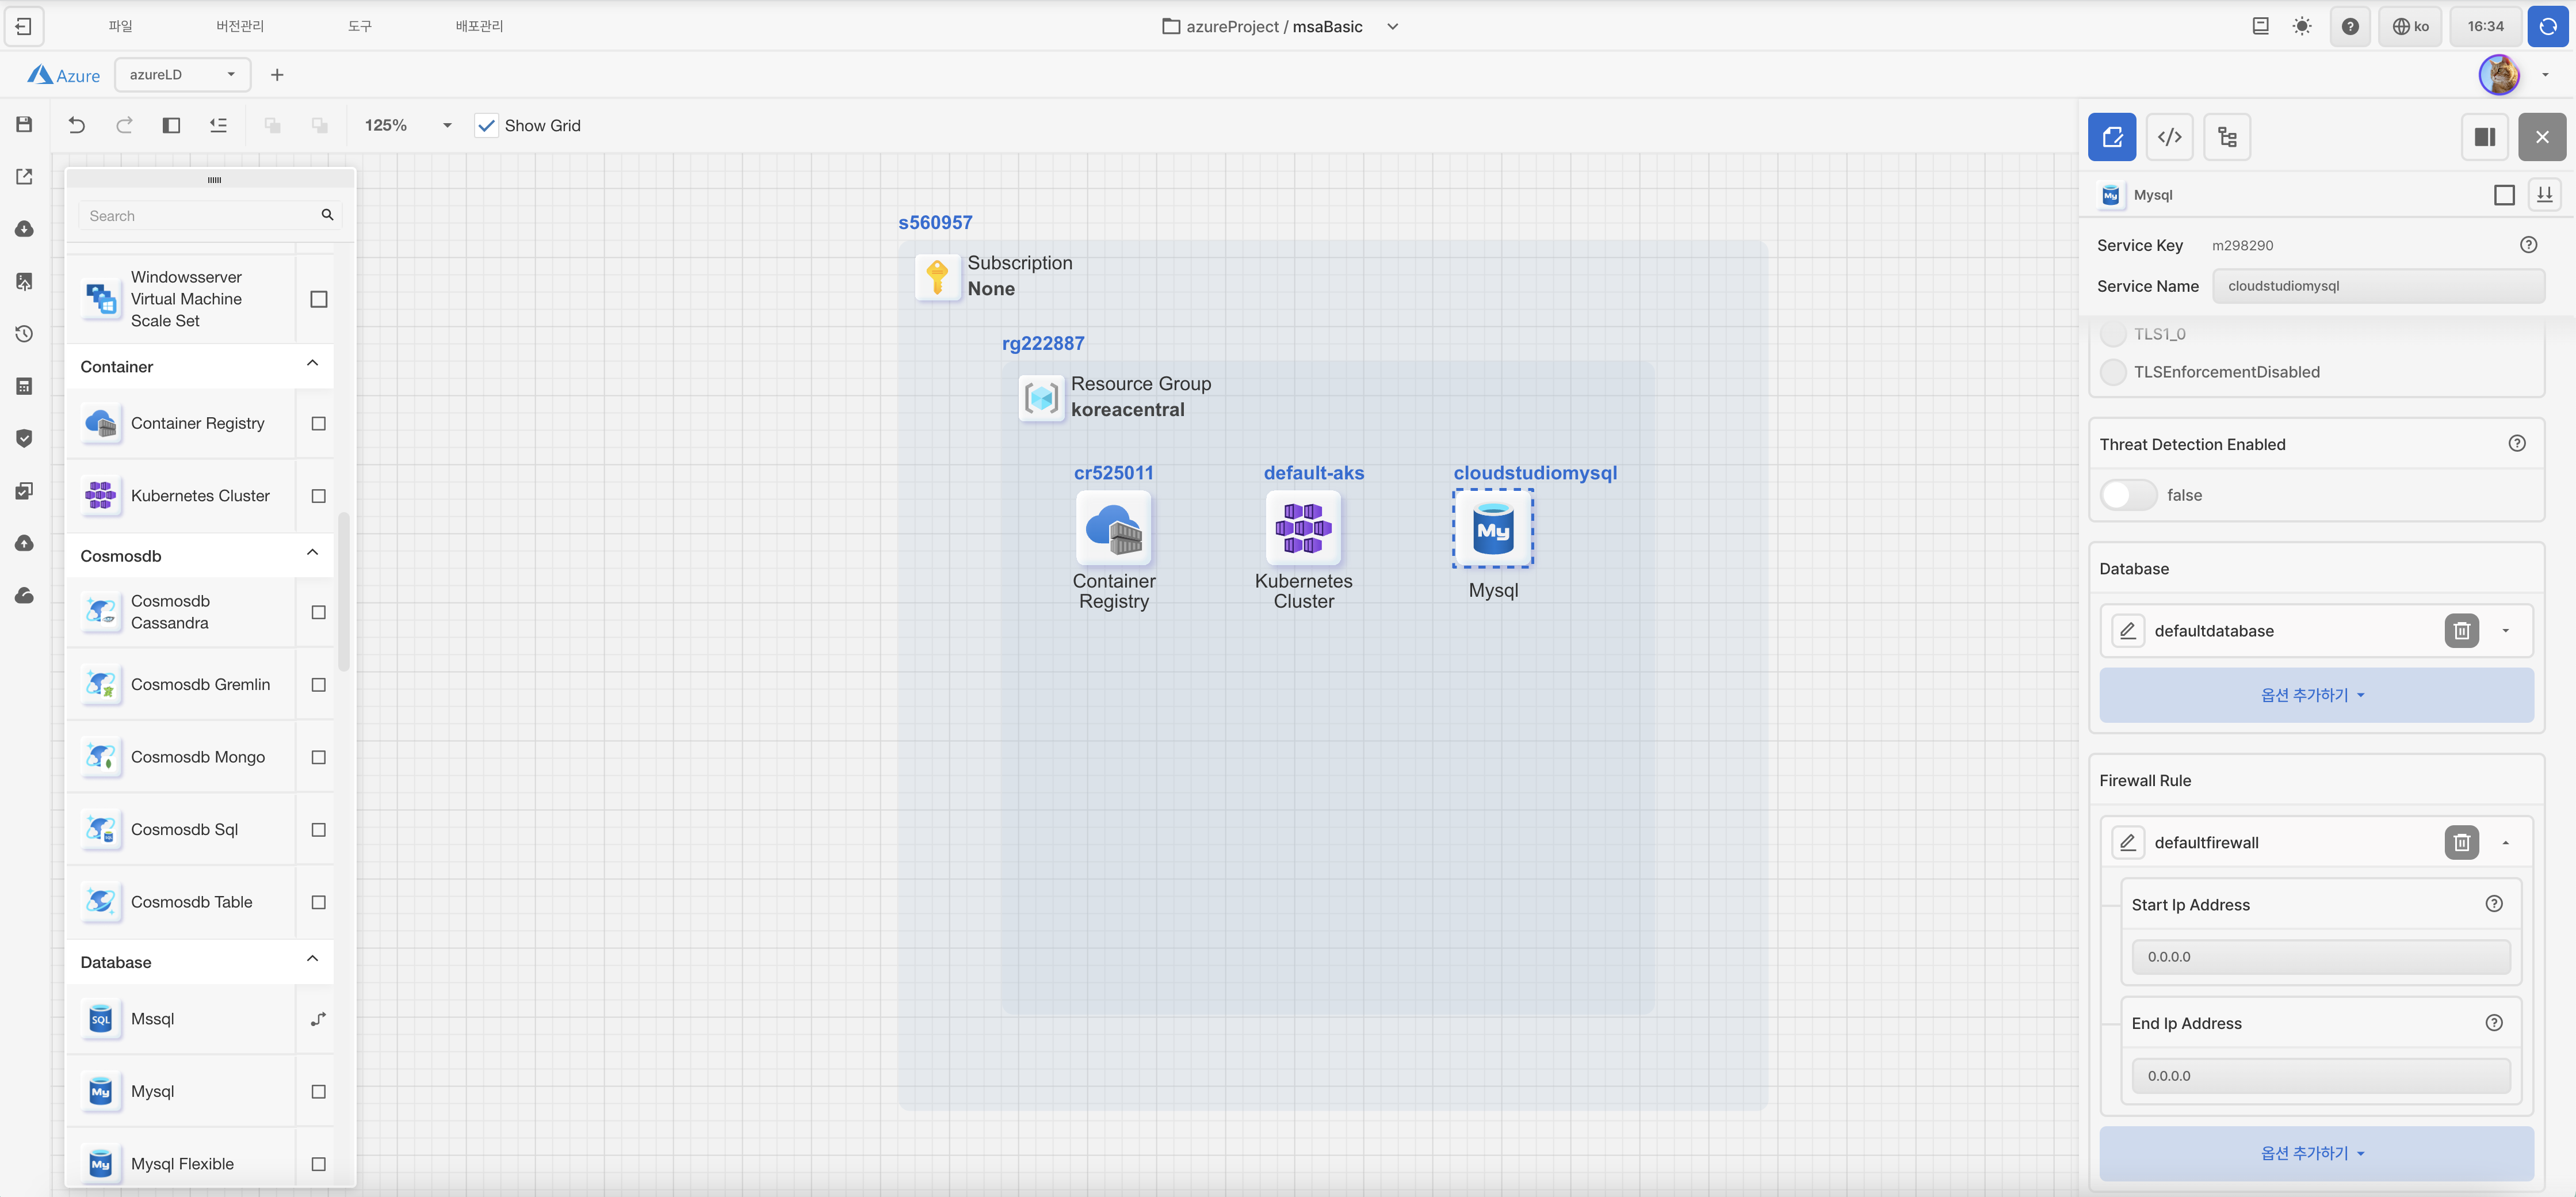 파일
버전관리
도구
배포관리
azureProject / msaBasic
ko
16:34
Azure
azureLD
125%
Show Grid
Search
Windowsserver
Virtual Machine
Scale Set
Container
Container Registry
Kubernetes Cluster
Cosmosdb
Cosmosdb
Cassandra
Cosmosdb Gremlin
Cosmosdb Mongo
Cosmosdb Sql
Cosmosdb Table
Database
SQL
Mssql
My
Mysql
My
Mysql Flexible
s560957
Subscription
None
rg222887
Resource Group
koreacentral
cr525011
default-aks
cloudstudiomysql
My
Container
Registry
Kubernetes
Cluster
Mysql
My
Mysql
Service Key
m298290
Service Name
cloudstudiomysql
TLS1_0
TLSEnforcementDisabled
Threat Detection Enabled
false
Database
defaultdatabase
옵션 추가하기
Firewall Rule
defaultfirewall
Start Ip Address
0.0.0.0
End Ip Address
0.0.0.0
옵션 추가하기